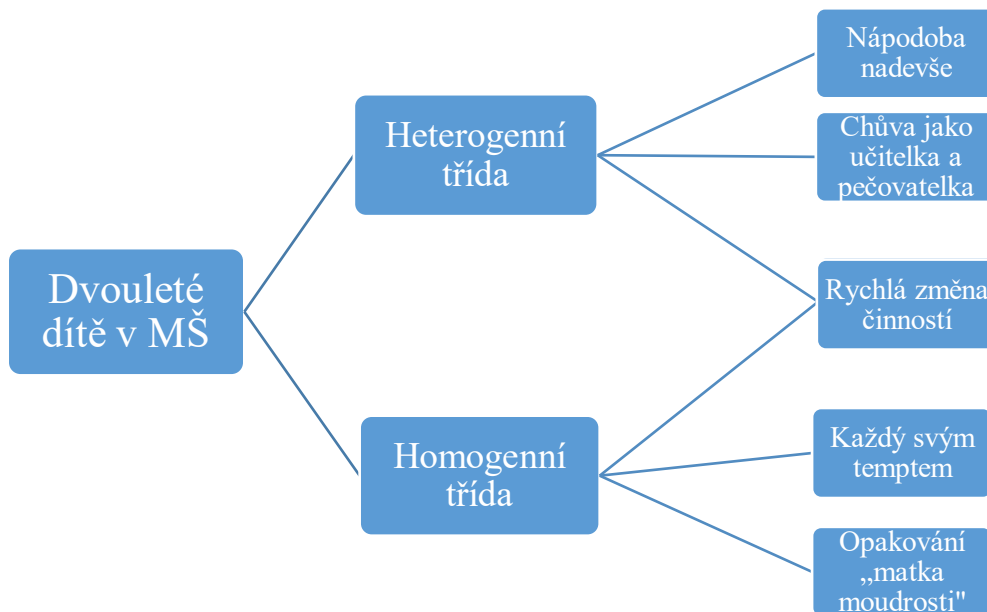 Dvouleté
dítě v MŠ
Heterogenní
třída
Homogenní
třída
Nápodoba
nadevše
Chůva jako
učitelka a
pečovatelka
Rychlá změna
činností
Každý svým
temptem
Opakování
„matka
moudrosti"